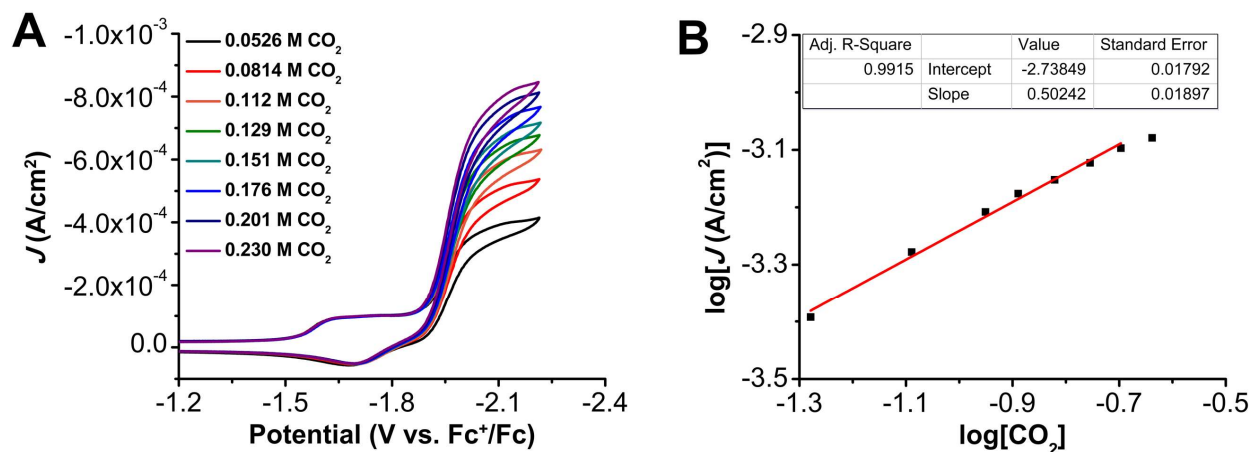 A
-1.0x10⁻³
-8.0x10⁻⁴
-6.0x10⁻⁴
-4.0x10⁻⁴
-2.0x10⁻⁴
0.0
J (A/cm²)
0.0526 M CO₂
0.0814 M CO₂
0.112 M CO₂
0.129 M CO₂
0.151 M CO₂
0.176 M CO₂
0.201 M CO₂
0.230 M CO₂
-1.2 -1.5 -1.8 -2.1 -2.4
Potential (V vs. Fc⁺/Fc)
B
-2.9
-3.1
-3.3
-3.5
log[J (A/cm²)]
Adj. R-Square Value Standard Error
0.9915 Intercept -2.73849 0.01792
Slope 0.50242 0.01897
-1.3 -1.1 -0.9 -0.7 -0.5
log[CO₂]